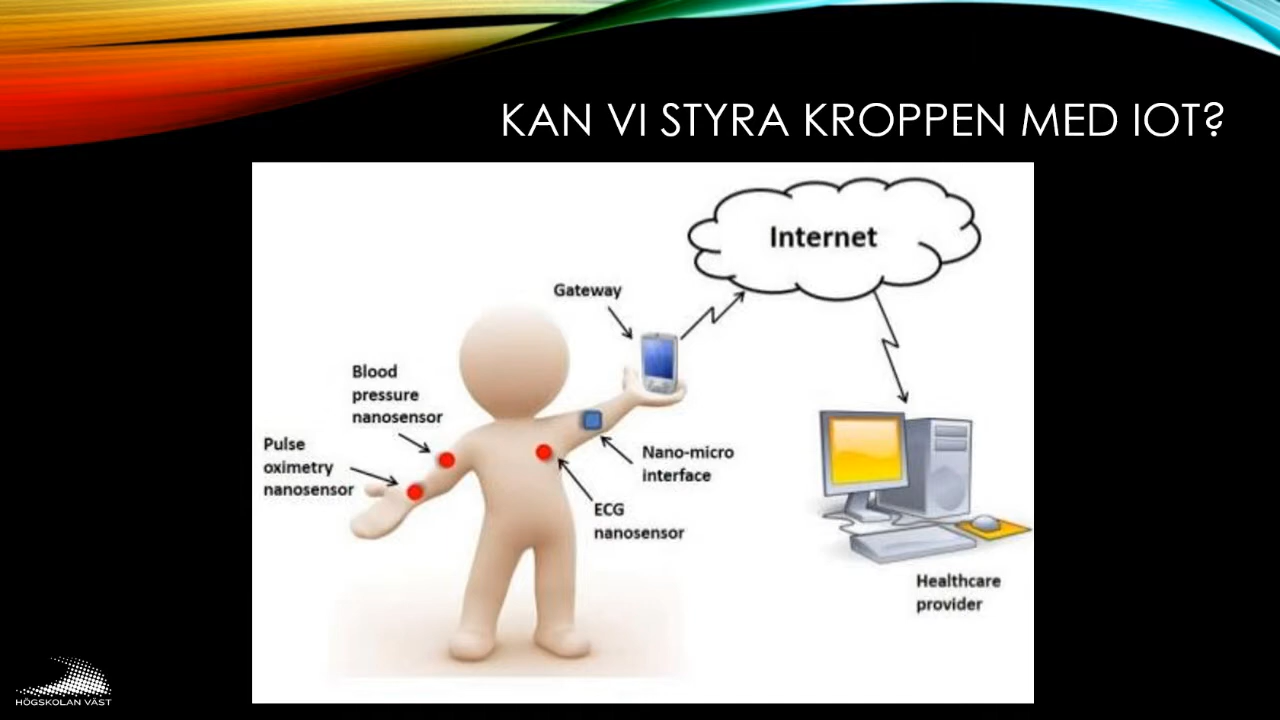 KAN VI STYRA KROPPEN MED IOT?
Internet
Gateway
Blood
pressure
nanosensor
Pulse
oximetry
nanosensor
Nano-micro
interface
ECG
nanosensor
Healthcare
provider
HÖGSKOLAN VÄST